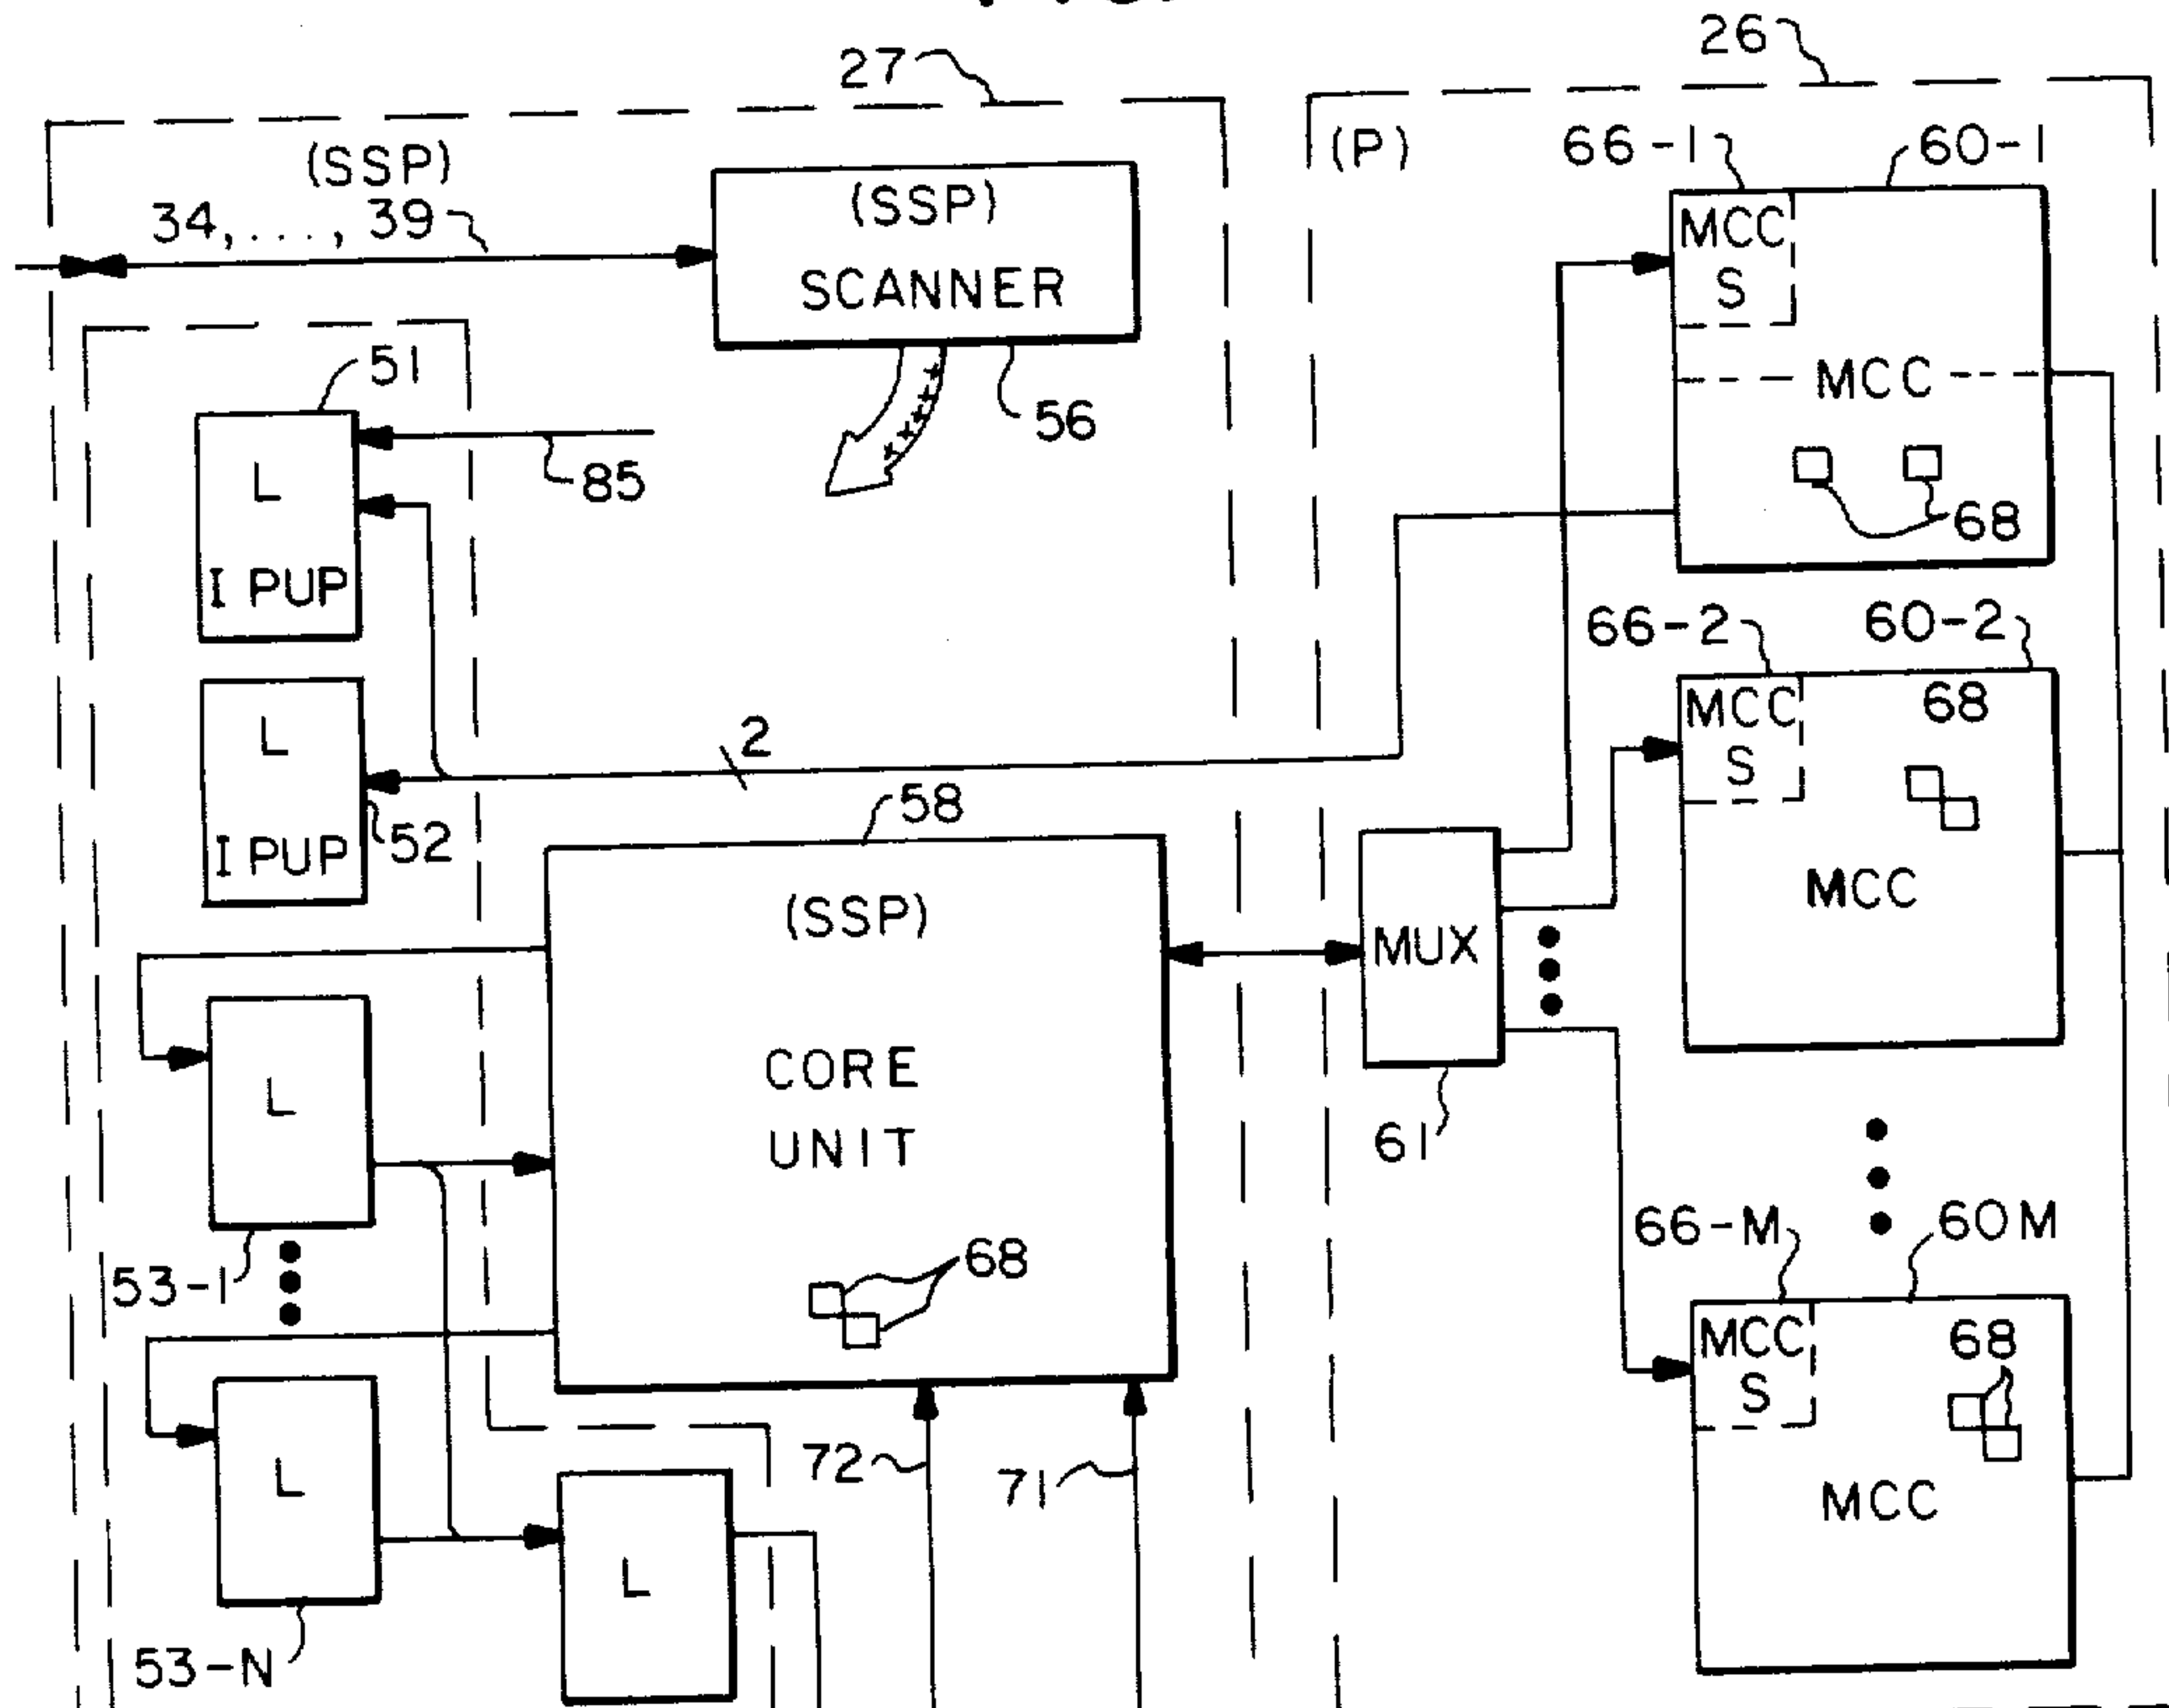 27
26
(SSP)
34, ..., 39
(SSP)
SCANNER
56
51
L
I PUP
85
L
I PUP
52
2
58
(SSP)
CORE
UNIT
68
L
53-1
L
53-N
L
72
71
(P)
66-1
60-1
MCC
S
MCC
68
66-2
60-2
MCC
S
68
MCC
MUX
61
66-M
60M
MCC
S
68
MCC